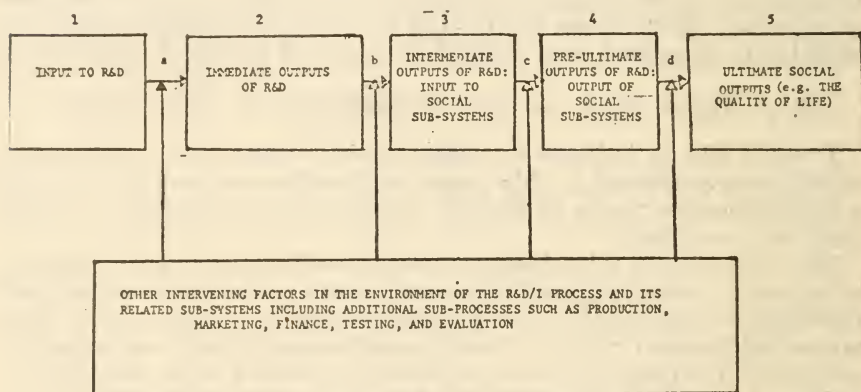 1 2 3 4 5
a b c d
INPUT TO R&D
IMMEDIATE OUTPUTS
OF R&D
INTERMEDIATE
OUTPUTS OF R&D:
INPUT TO
SOCIAL
SUB-SYSTEMS
PRE-ULTIMATE
OUTPUTS OF R&D:
OUTPUT OF
SOCIAL
SUB-SYSTEMS
ULTIMATE SOCIAL
OUTPUTS (e.g. THE
QUALITY OF LIFE)
OTHER INTERVENING FACTORS IN THE ENVIRONMENT OF THE R&D/I PROCESS AND ITS
RELATED SUB-SYSTEMS INCLUDING ADDITIONAL SUB-PROCESSES SUCH AS PRODUCTION,
MARKETING, FINANCE, TESTING, AND EVALUATION